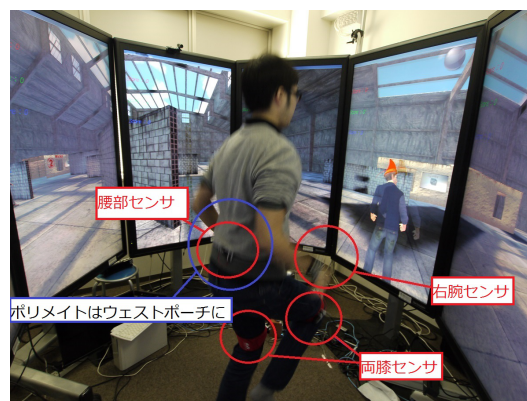 腰部センサ
ポリメイトはウェストポーチに
右腕センサ
両膝センサ